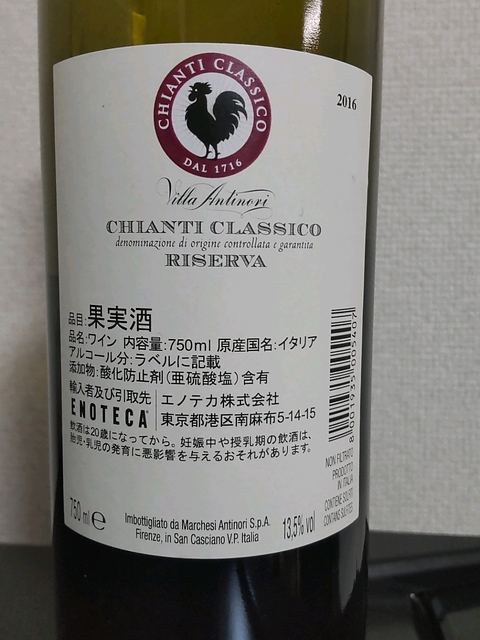 CHIANTI CLASSICO
DAL 1716
2016
Villa Antinori
CHIANTI CLASSICO
denominazione di origine controllata e garantita
RISERVA
品目:果実酒
品名:ワイン 内容量:750ml 原産国名:イタリア
アルコール分:ラベルに記載
添加物:酸化防止剤(亜硫酸塩)含有
輸入者及び引取先 エノテカ株式会社
ENOTECA 東京都港区南麻布5-14-15
飲酒は20歳になってから。妊娠中や授乳期の飲酒は、
胎児・乳児の発育に悪影響を与えるおそれがあります。
8 001935 005407
NON FILTRATO
PRODOTTO
IN ITALIA
CONTIENE SOLFITI
CONTAINS SULFITES
750 ml e
Imbottigliato da Marchesi Antinori S.p.A.
Firenze, in San Casciano V.P. Italia
13,5% vol